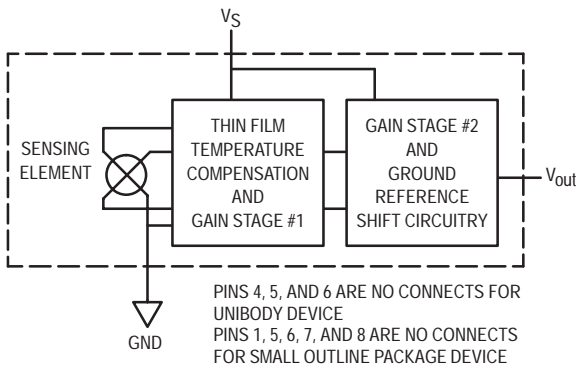 VS
SENSING
ELEMENT
THIN FILM
TEMPERATURE
COMPENSATION
AND
GAIN STAGE #1
GAIN STAGE #2
AND
GROUND
REFERENCE
SHIFT CIRCUITRY
Vout
GND
PINS 4, 5, AND 6 ARE NO CONNECTS FOR
UNIBODY DEVICE
PINS 1, 5, 6, 7, AND 8 ARE NO CONNECTS
FOR SMALL OUTLINE PACKAGE DEVICE